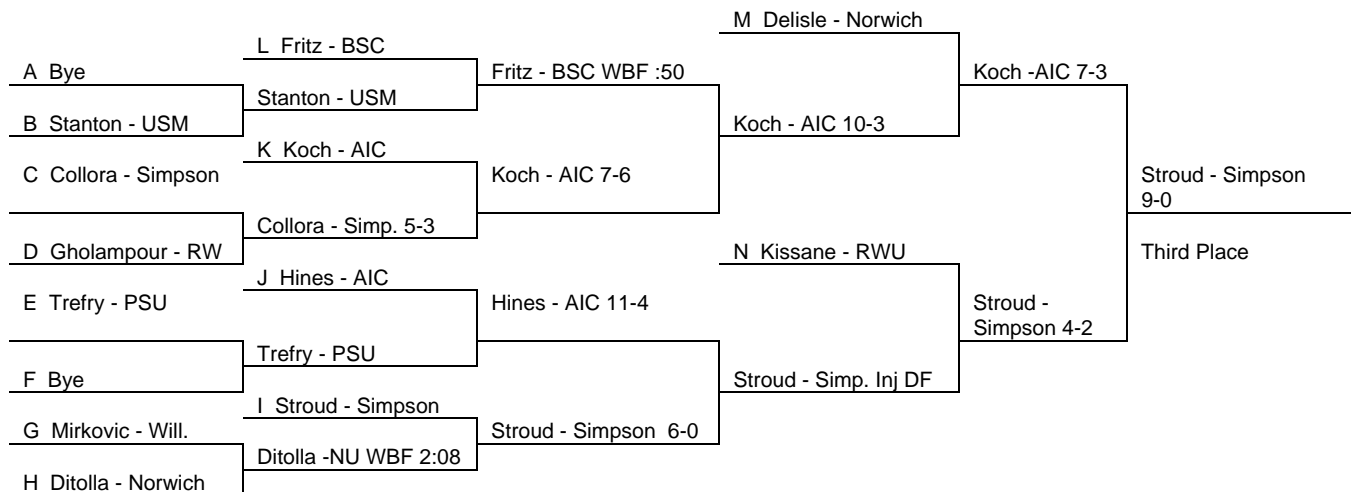 M Delisle - Norwich
L Fritz - BSC
A Bye
Fritz - BSC WBF :50
Koch -AIC 7-3
Stanton - USM
B Stanton - USM
Koch - AIC 10-3
K Koch - AIC
C Collora - Simpson
Koch - AIC 7-6
Stroud - Simpson
9-0
Collora - Simp. 5-3
D Gholampour - RW
N Kissane - RWU
Third Place
J Hines - AIC
E Trefry - PSU
Hines - AIC 11-4
Stroud -
Simpson 4-2
Trefry - PSU
F Bye
Stroud - Simp. Inj DF
I Stroud - Simpson
G Mirkovic - Will.
Stroud - Simpson 6-0
Ditolla -NU WBF 2:08
H Ditolla - Norwich